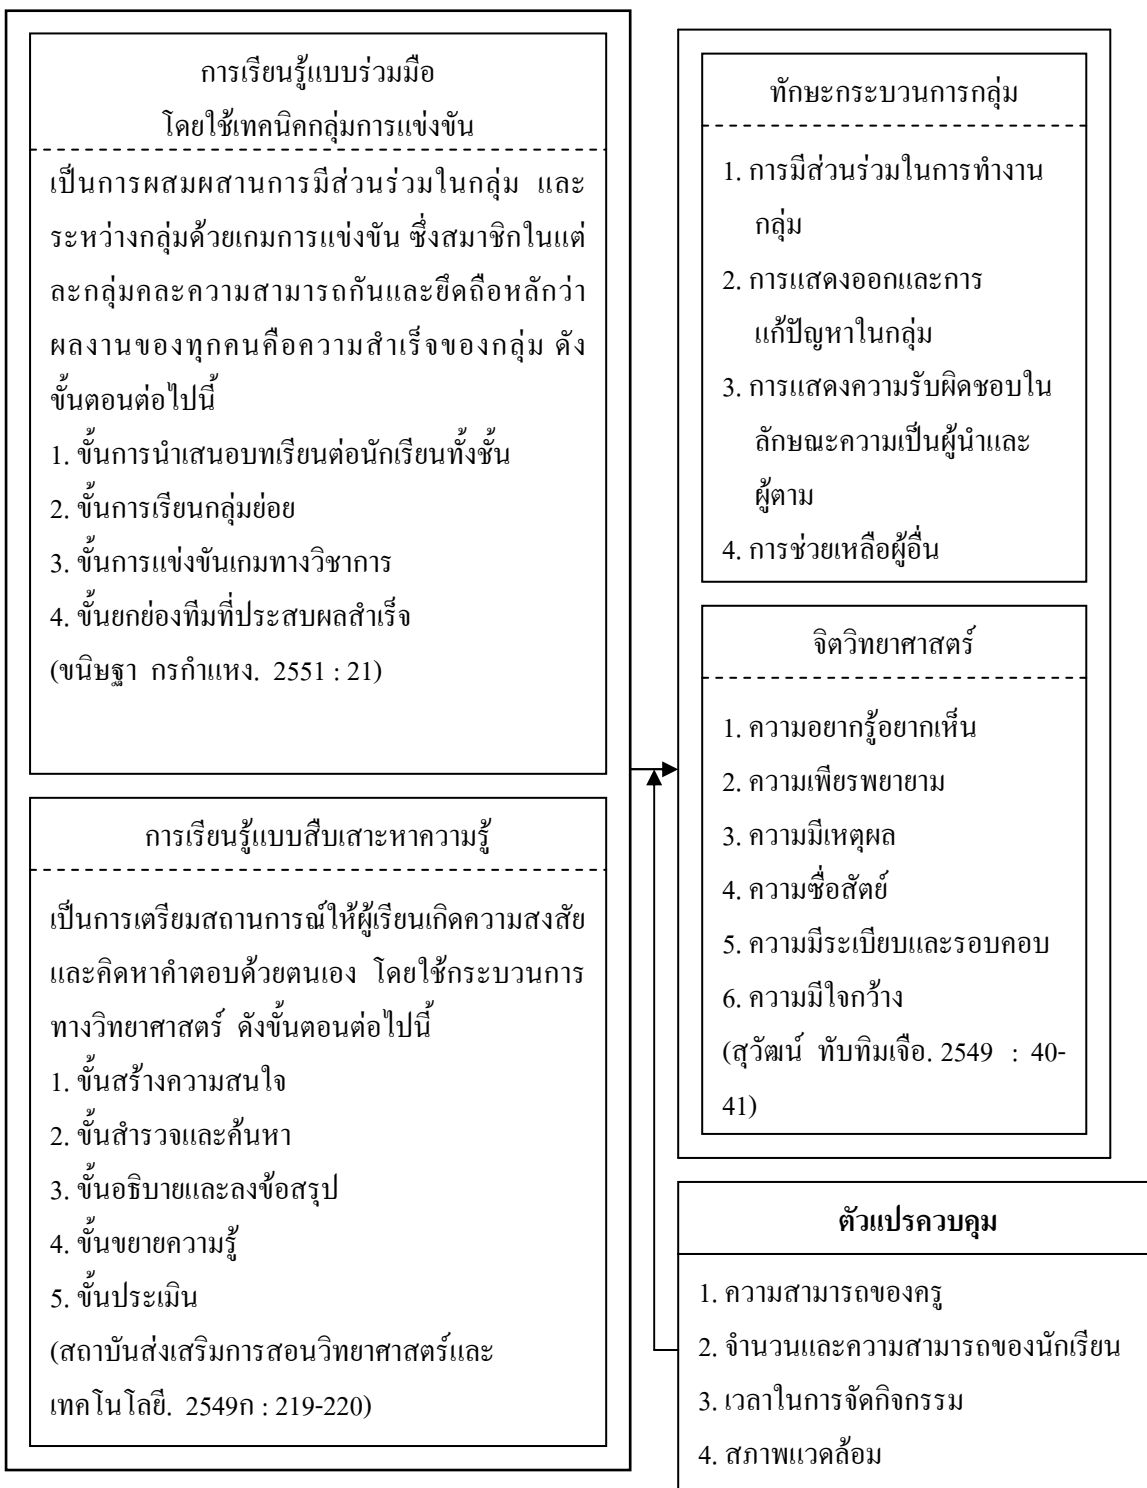 การเรียนรู้แบบร่วมมือ
โดยใช้เทคนิคกลุ่มการแข่งขัน
เป็นการผสมผสานการมีส่วนร่วมในกลุ่ม และ
ระหว่างกลุ่มด้วยเกมการแข่งขัน ซึ่งสมาชิกในแต่
ละกลุ่มคละความสามารถกันและยึดถือหลักว่า
ผลงานของทุกคนคือความสำเร็จของกลุ่ม ดัง
ขั้นตอนต่อไปนี้
1. ขั้นการนำเสนอบทเรียนต่อนักเรียนทั้งชั้น
2. ขั้นการเรียนกลุ่มย่อย
3. ขั้นการแข่งขันเกมทางวิชาการ
4. ขั้นยกย่องทีมที่ประสบผลสำเร็จ
(ขนิษฐา กรกำแหง. 2551 : 21)
การเรียนรู้แบบสืบเสาะหาความรู้
เป็นการเตรียมสถานการณ์ให้ผู้เรียนเกิดความสงสัย
และคิดหาคำตอบด้วยตนเอง โดยใช้กระบวนการ
ทางวิทยาศาสตร์ ดังขั้นตอนต่อไปนี้
1. ขั้นสร้างความสนใจ
2. ขั้นสำรวจและค้นหา
3. ขั้นอธิบายและลงข้อสรุป
4. ขั้นขยายความรู้
5. ขั้นประเมิน
(สถาบันส่งเสริมการสอนวิทยาศาสตร์และ
เทคโนโลยี. 2549ก : 219-220)
ทักษะกระบวนการกลุ่ม
1. การมีส่วนร่วมในการทำงาน
กลุ่ม
2. การแสดงออกและการ
แก้ปัญหาในกลุ่ม
3. การแสดงความรับผิดชอบใน
ลักษณะความเป็นผู้นำและ
ผู้ตาม
4. การช่วยเหลือผู้อื่น
จิตวิทยาศาสตร์
1. ความอยากรู้อยากเห็น
2. ความเพียรพยายาม
3. ความมีเหตุผล
4. ความซื่อสัตย์
5. ความมีระเบียบและรอบคอบ
6. ความมีใจกว้าง
(สุวัฒน์ ทับทิมเจือ. 2549 : 40-
41)
ตัวแปรควบคุม
1. ความสามารถของครู
2. จำนวนและความสามารถของนักเรียน
3. เวลาในการจัดกิจกรรม
4. สภาพแวดล้อม